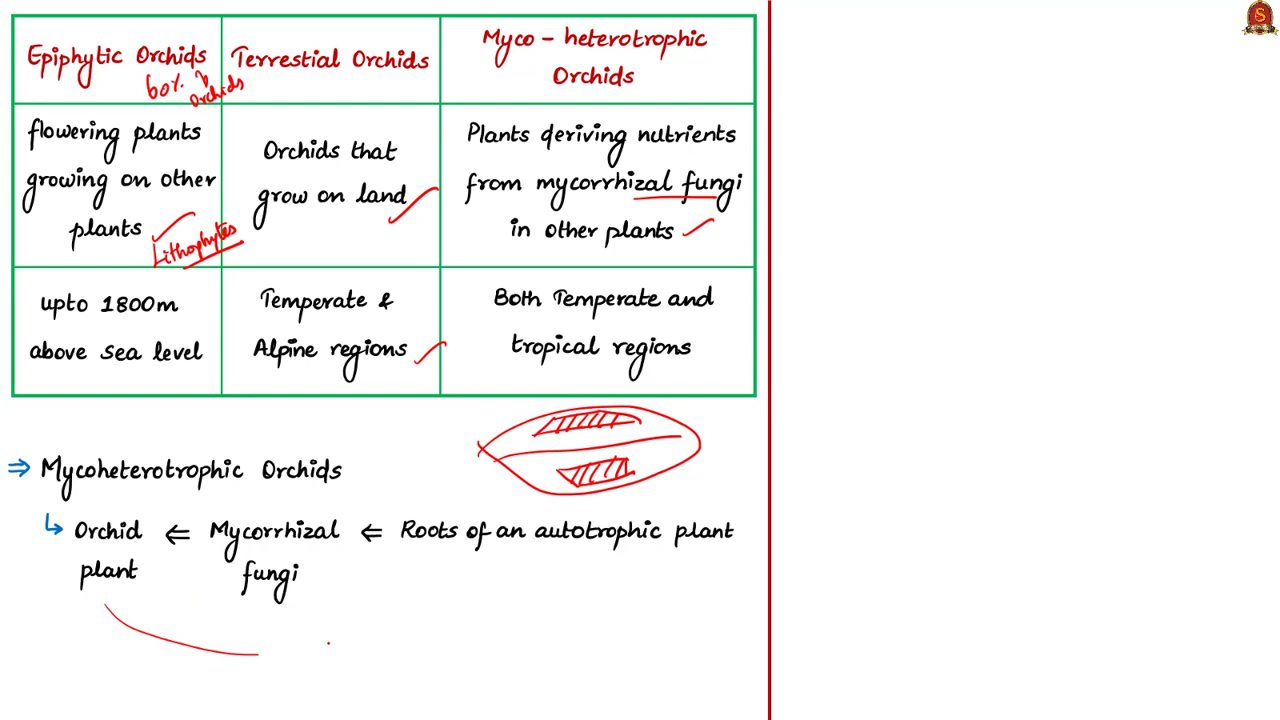 Epiphytic Orchids
60% Orchids
flowering plants
growing on other
plants
Lithophytes
upto 1800m
above sea level
Terrestial Orchids
Orchids that
grow on land
Temperate &
Alpine regions
Myco - heterotrophic
Orchids
Plants deriving nutrients
from mycorrhizal fungi
in other plants
Both Temperate and
tropical regions
⇒ Mycoheterotrophic Orchids
↳ Orchid ⇐ Mycorrhizal ⇐ Roots of an autotrophic plant
plant fungi
S